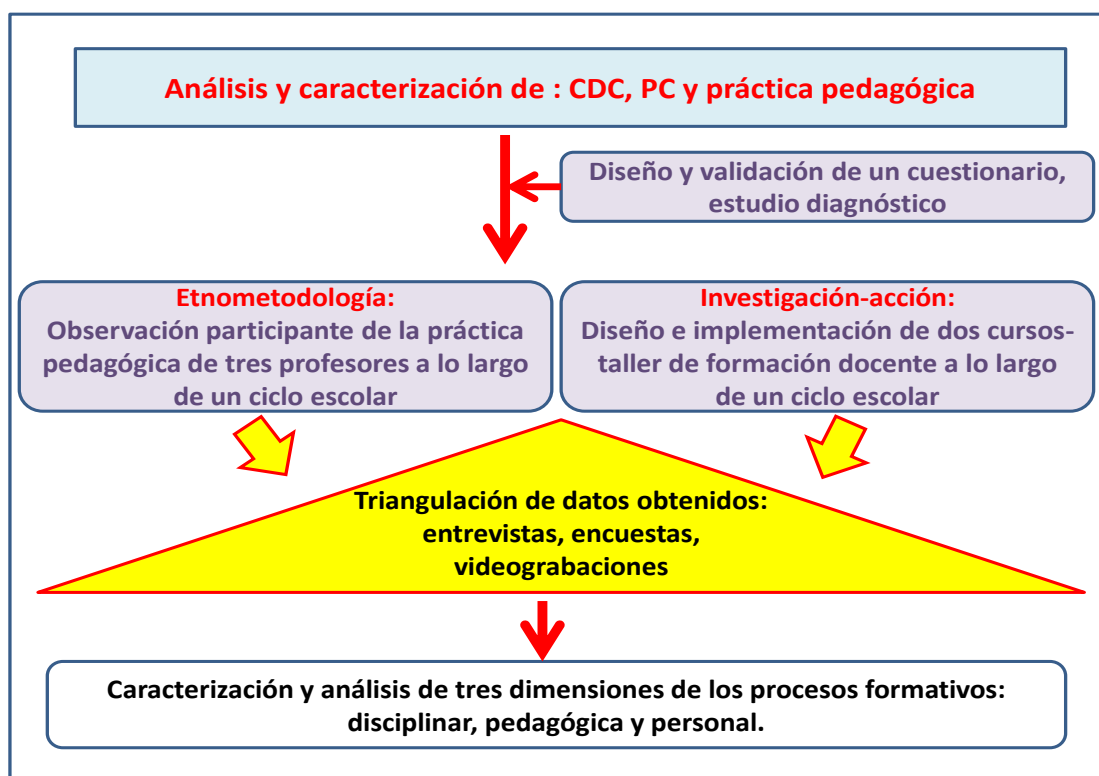 Análisis y caracterización de : CDC, PC y práctica pedagógica
Diseño y validación de un cuestionario,
estudio diagnóstico
Etnometodología:
Observación participante de la práctica
pedagógica de tres profesores a lo largo
de un ciclo escolar
Investigación-acción:
Diseño e implementación de dos cursos-
taller de formación docente a lo largo
de un ciclo escolar
Triangulación de datos obtenidos:
entrevistas, encuestas,
videograbaciones
Caracterización y análisis de tres dimensiones de los procesos formativos:
disciplinar, pedagógica y personal.